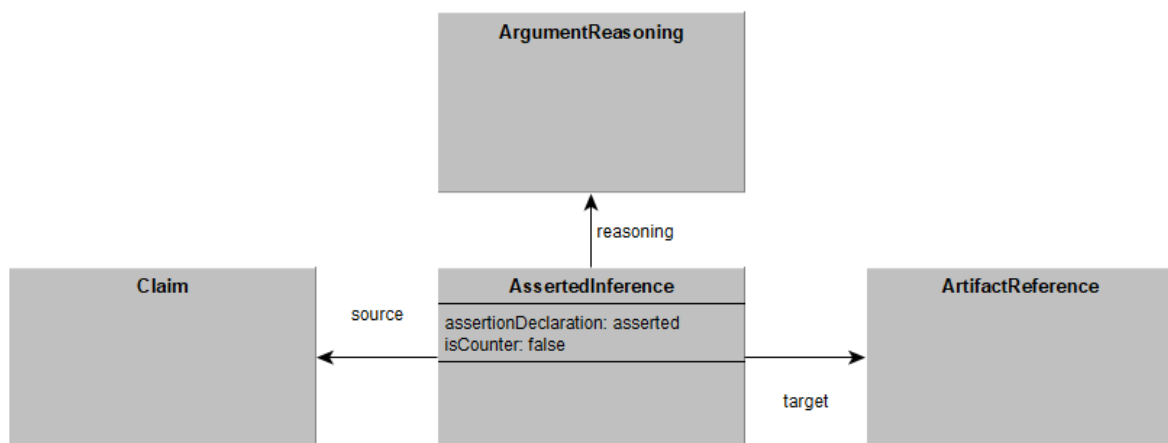 ArgumentReasoning
reasoning
Claim
source
AssertedInference
assertionDeclaration: asserted
isCounter: false
ArtifactReference
target